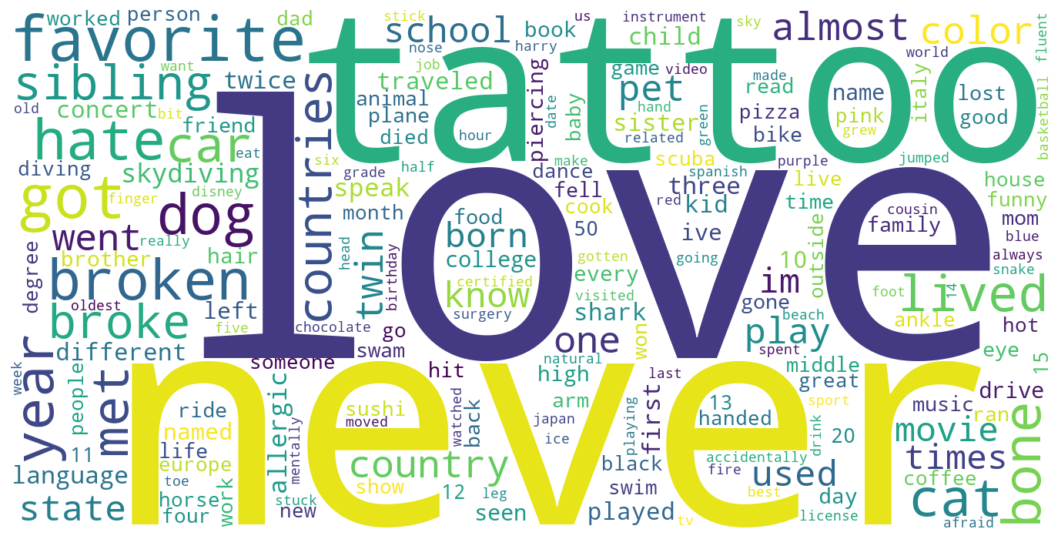 worked
person
dad
school
book
us
stick
instrument
sky
almost
color
fluent
favorite
tattoo
nose
harry
child
world
job
sibling
want
twice
countries
traveled
game
video
made
read
italy
old
concert
bit
animal
piercing
date
baby
pet
hand
name
lost
basketball
friend
plane
sister
green
pizza
pink
good
hate
car
eat
died
hour
related
bike
grew
six
half
make
spanish
purple
jumped
diving
skydiving
grade
speak
dance
scuba
live
house
disney
fell
three
red
finger
month
love
cook
kid
time
funny
got
dog
hair
twin
head
birthday
food
born
50
ive
outside
cousin
family
mom
blue
went
really
college
gotten
going
always
brother
every
10
snake
degree
broken
know
certified
visited
im
foot
14
lived
oldest
left
five
surgery
shark
gone
beach
ankle
hot
broke
chocolate
go
one
won
play
spent
eye
different
someone
swam
natural
middle
year
week
met
people
hit
high
last
great
15
never
allergic
arm
first
drive
ride
sushi
watched
back
japan
13
handed
music
ran
bone
named
moved
ice
playing
sport
movie
11
life
mentally
20
drink
language
europe
country
black
accidentally
used
times
toe
work
show
fire
coffee
horse
stuck
12
leg
swim
best
day
cat
state
four
new
seen
played
tv
license
afraid